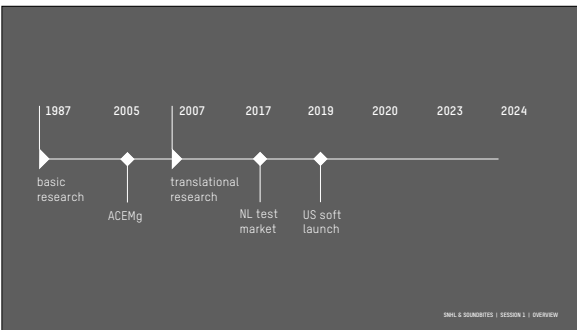 1987 2005 2007 2017 2019 2020 2023 2024
basic
research
ACEMg
translational
research
NL test
market
US soft
launch
SNHL & SOUNDBITES | SESSION 1 | OVERVIEW